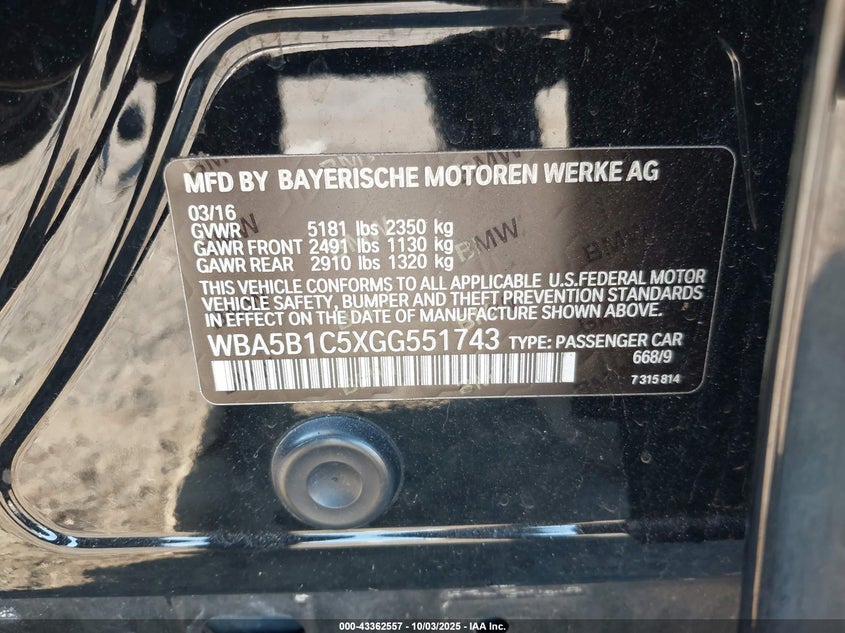 MFD BY BAYERISCHE MOTOREN WERKE AG
03/16
GVWR 5181 lbs 2350 kg
GAWR FRONT 2491 lbs 1130 kg
GAWR REAR 2910 lbs 1320 kg
THIS VEHICLE CONFORMS TO ALL APPLICABLE U.S.FEDERAL MOTOR
VEHICLE SAFETY, BUMPER AND THEFT PREVENTION STANDARDS
IN EFFECT ON THE DATE OF MANUFACTURE SHOWN ABOVE.
WBA5B1C5XGG551743 TYPE: PASSENGER CAR
668/9
7 315 814
000-43362557 - 10/03/2025 - IAA Inc.